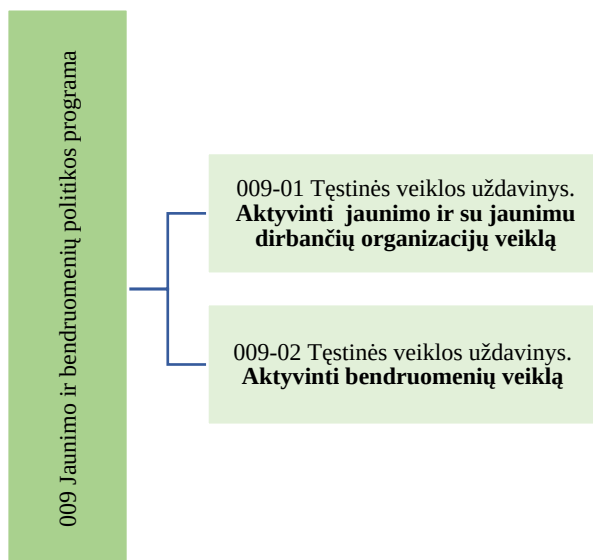 009 Jaunimo ir bendruomenių politikos programa
009-01 Tęstinės veiklos uždavinys.
Aktyvinti jaunimo ir su jaunimu
dirbančių organizacijų veiklą
009-02 Tęstinės veiklos uždavinys.
Aktyvinti bendruomenių veiklą